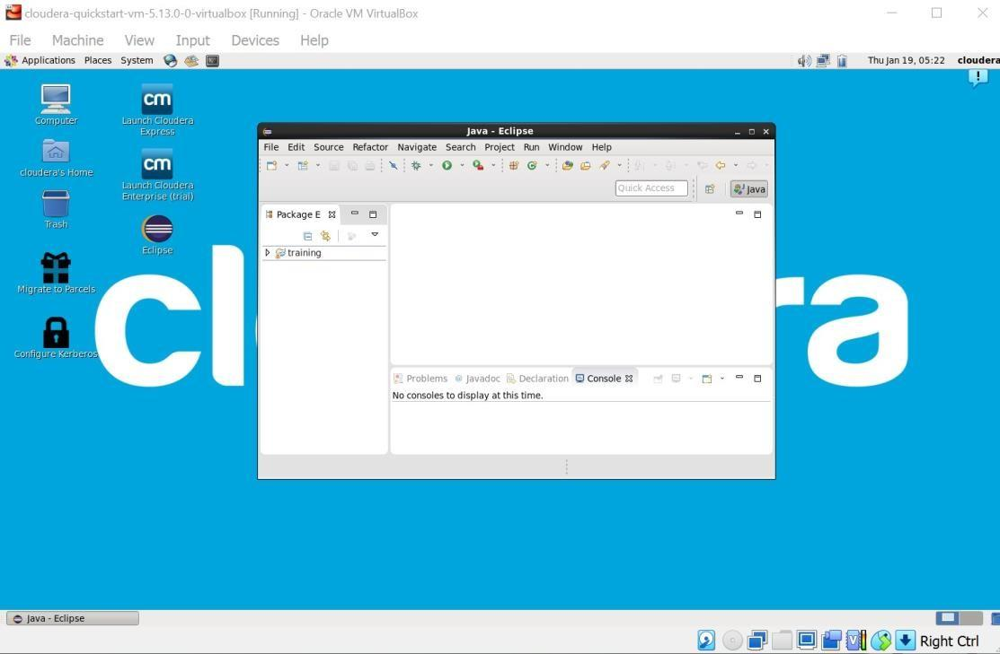 cloudera-quickstart-vm-5.13.0-0-virtualbox [Running] - Oracle VM VirtualBox
File Machine View Input Devices Help
Applications Places System Thu Jan 19, 05:22 cloudera
Computer
cm
Launch Cloudera
Express
cloudera's Home
cm
Launch Cloudera
Enterprise (trial)
Trash
Eclipse
Migrate to Parcels
Configure Kerberos
cl ra
Java - Eclipse
File Edit Source Refactor Navigate Search Project Run Window Help
Quick Access Java
Package E
training
Problems @ Javadoc Declaration Console
No consoles to display at this time.
Java - Eclipse
Right Ctrl